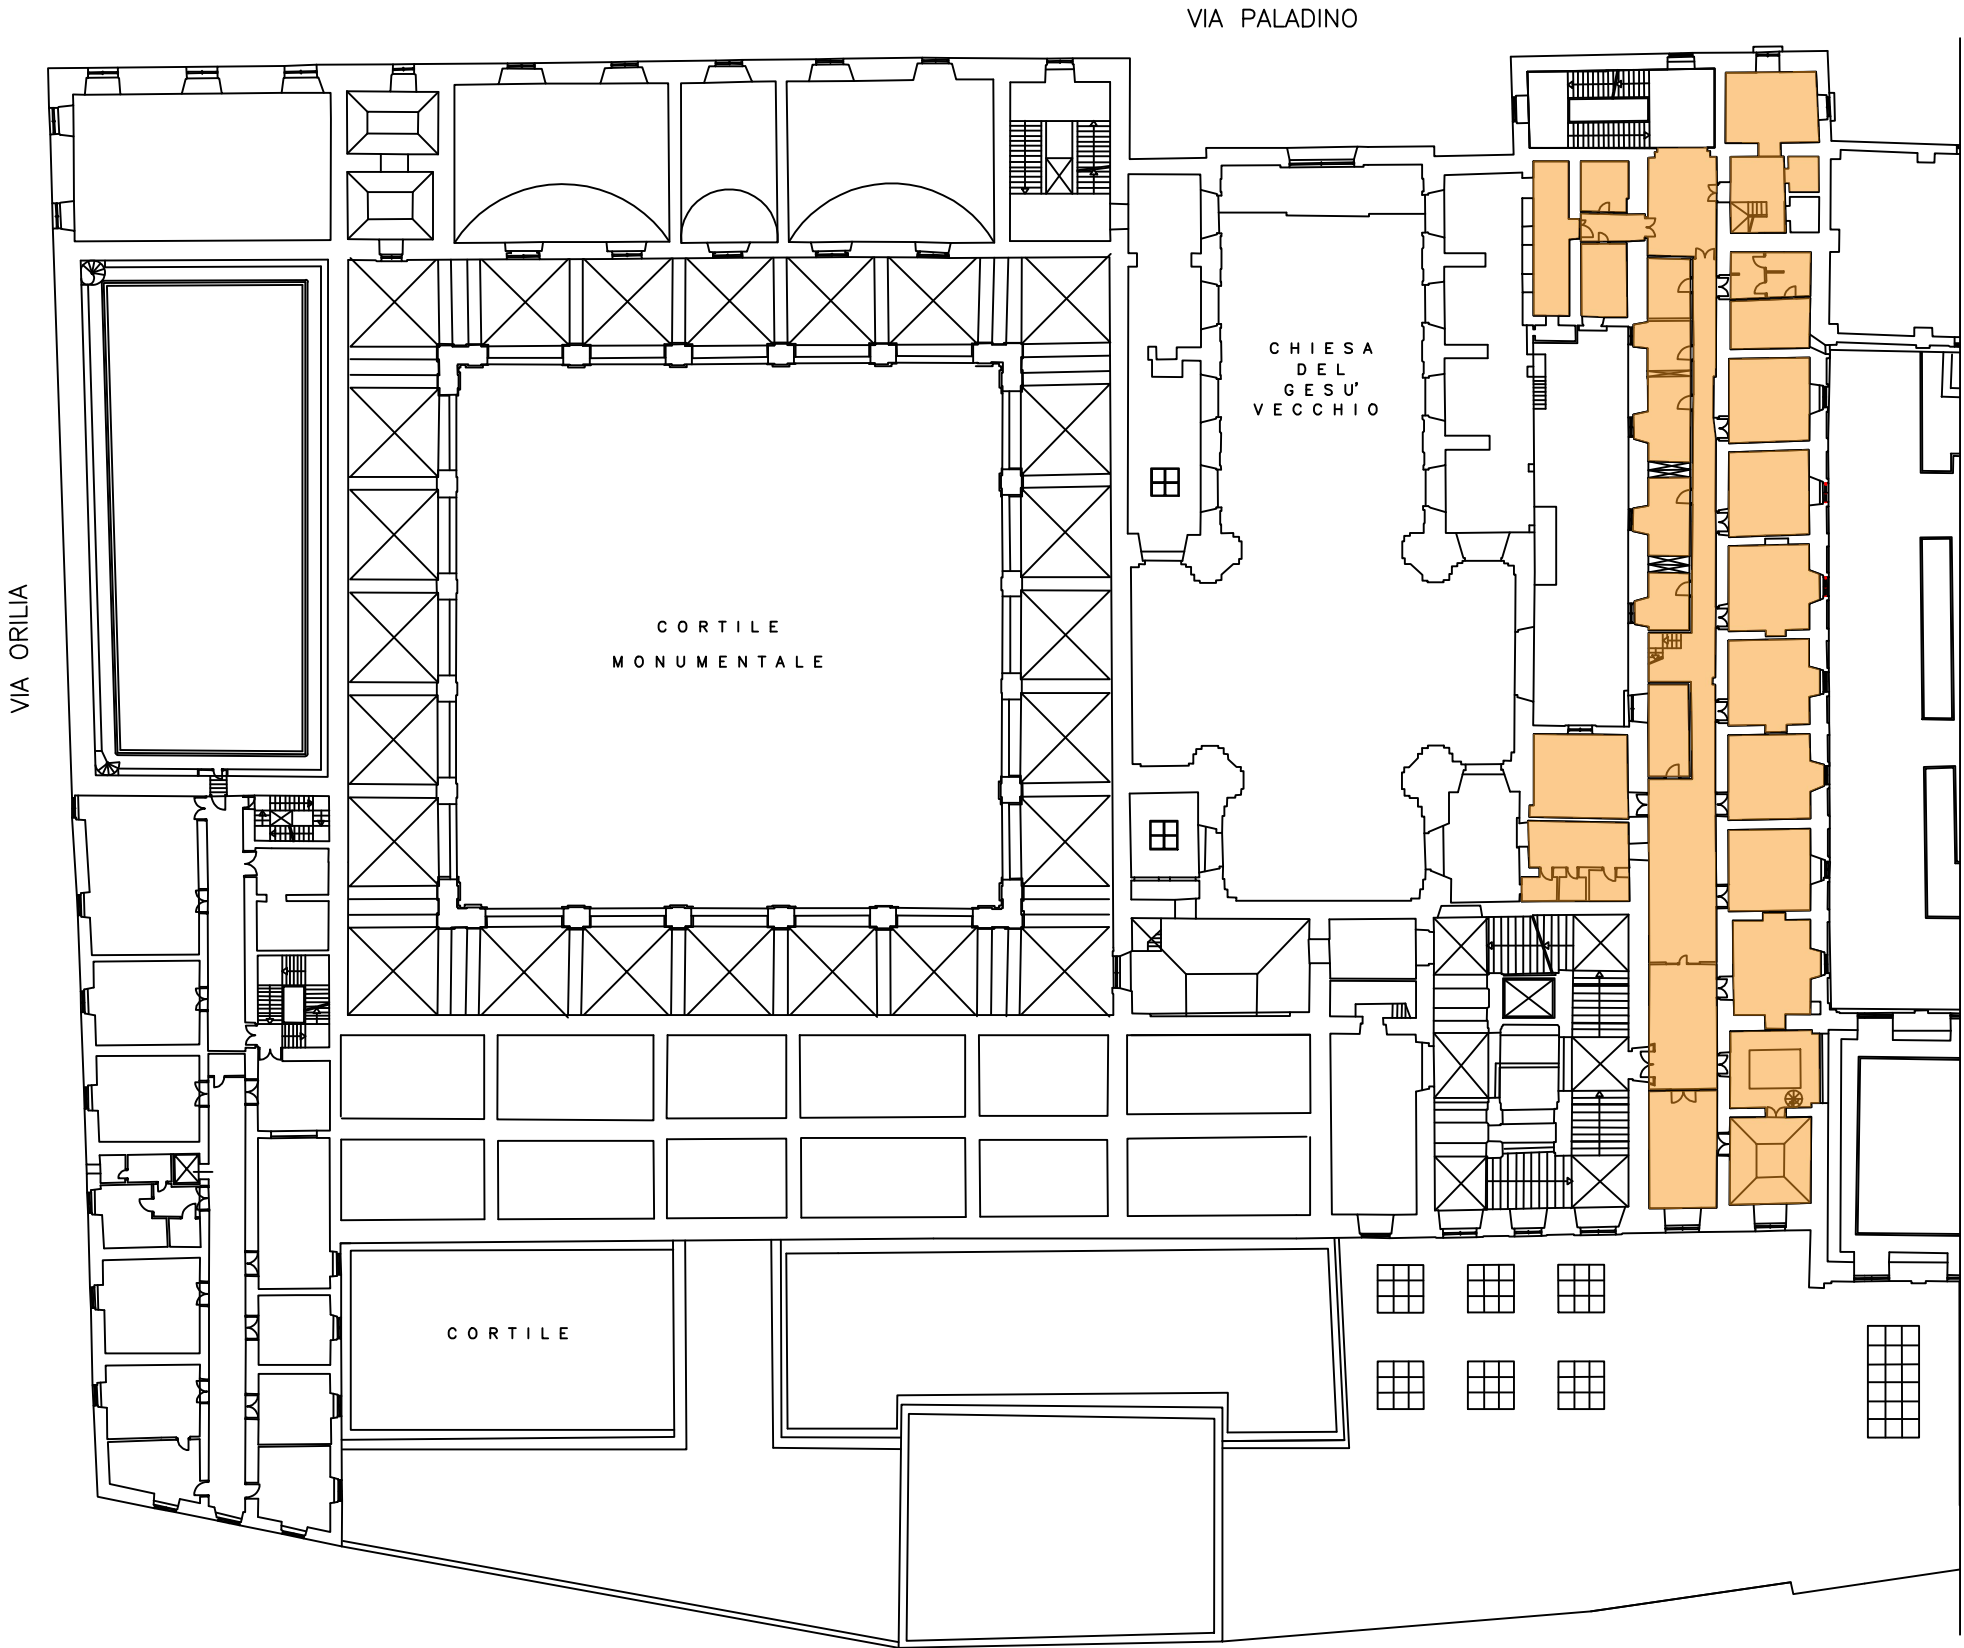 VIA PALADINO
CHIESA
DEL
GESU'
VECCHIO
VIA ORILIA
CORTILE
MONUMENTALE
CORTILE